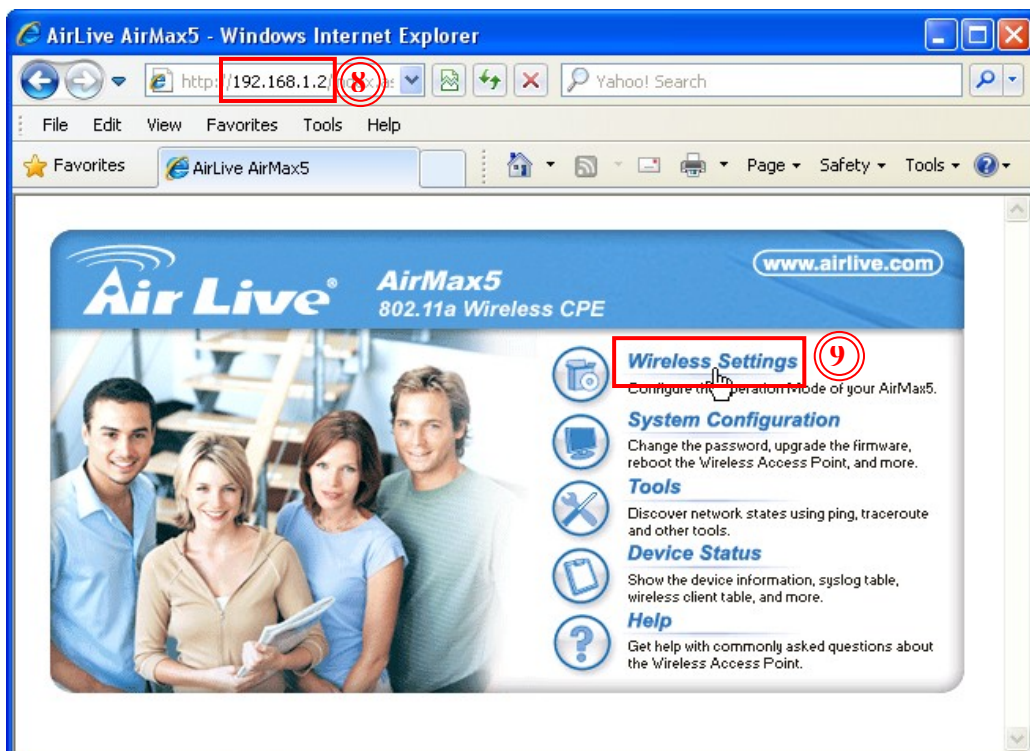 AirLive AirMax5 - Windows Internet Explorer
http://192.168.1.2/
8
Yahoo! Search
File Edit View Favorites Tools Help
Favorites
AirLive AirMax5
Page Safety Tools
Air Live®
AirMax5
802.11a Wireless CPE
www.airlive.com
Wireless Settings
9
Configure the Operation Mode of your AirMax5.
System Configuration
Change the password, upgrade the firmware,
reboot the Wireless Access Point, and more.
Tools
Discover network states using ping, traceroute
and other tools.
Device Status
Show the device information, syslog table,
wireless client table, and more.
Help
Get help with commonly asked questions about
the Wireless Access Point.